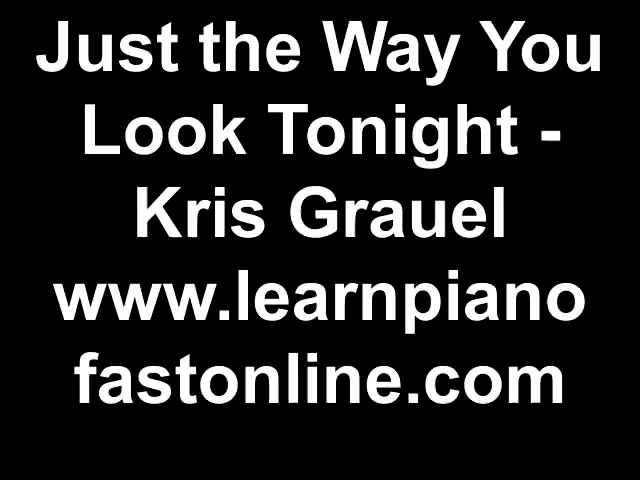 Just the Way You
Look Tonight -
Kris Grauel
www.learnpiano
fastonline.com